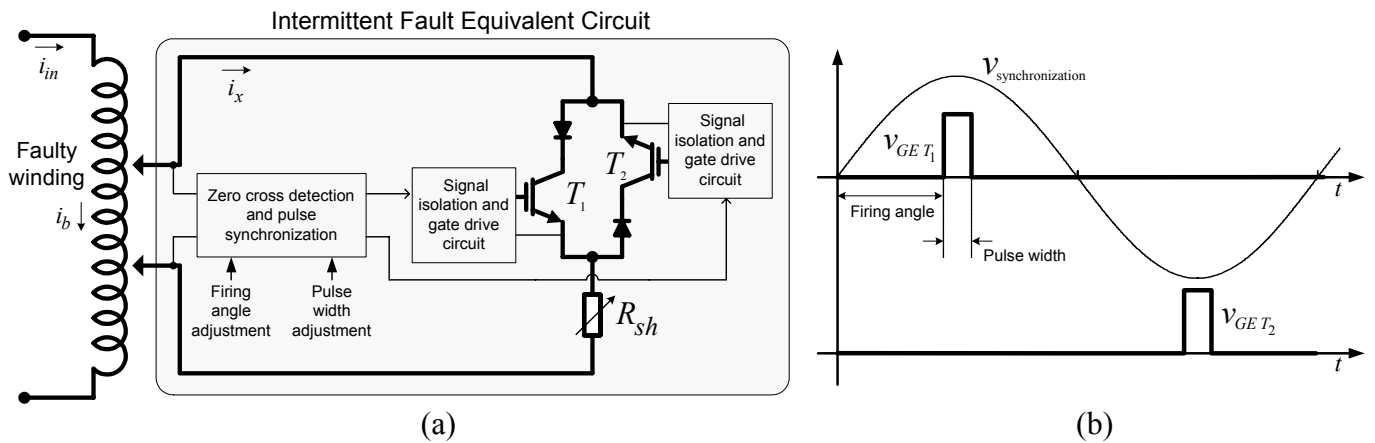 Intermittent Fault Equivalent Circuit
i_in
i_x
Faulty
winding
i_b
Zero cross detection
and pulse
synchronization
Firing
angle
adjustment
Pulse
width
adjustment
Signal
isolation and
gate drive
circuit
T_1
T_2
Signal
isolation and
gate drive
circuit
R_sh
(a)
v_synchronization
v_GE T_1
t
Firing angle
Pulse width
v_GE T_2
t
(b)